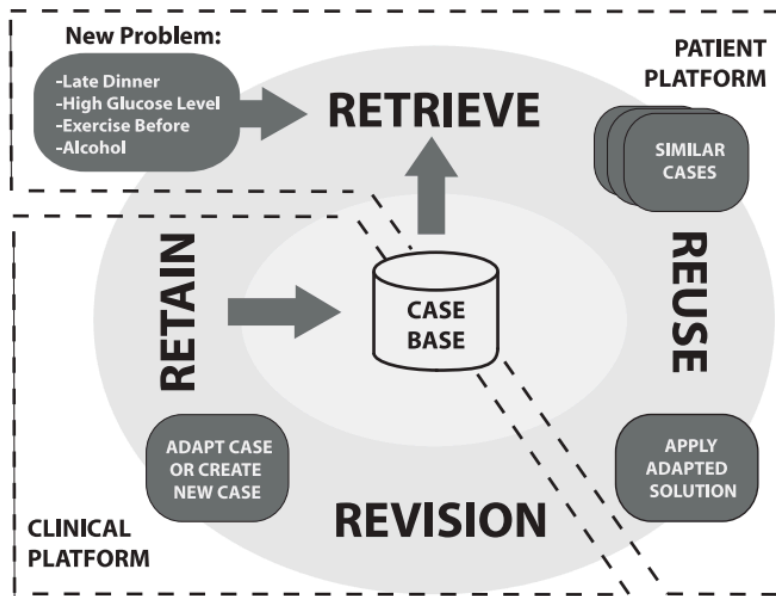 New Problem:
-Late Dinner
-High Glucose Level
-Exercise Before
-Alcohol
RETRIEVE
PATIENT
PLATFORM
SIMILAR
CASES
REUSE
APPLY
ADAPTED
SOLUTION
REVISION
RETAIN
ADAPT CASE
OR CREATE
NEW CASE
CASE
BASE
CLINICAL
PLATFORM